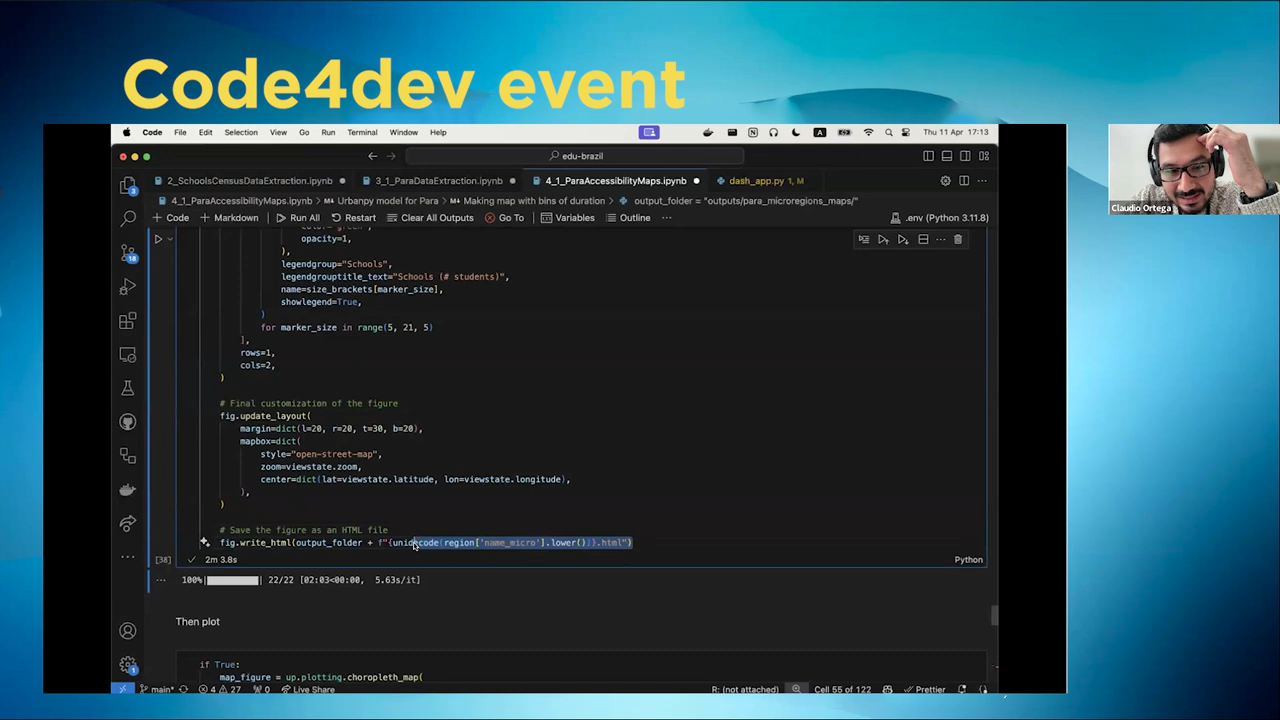 Code4dev event
Code File Edit Selection View Go Run Terminal Window Help
A
Thu 11 Apr 17:13
edu-brazil
2_SchoolsCensusDataExtraction.ipynb
3_1_ParaDataExtraction.ipynb
4_1_ParaAccessibilityMaps.ipynb
dash_app.py 1, M
4_1_ParaAccessibilityMaps.ipynb > Urbanpy model for Para > Making map with bins of duration > output_folder = "outputs/para_microregions_maps/"
+ Code + Markdown Run All Restart Clear All Outputs Go To Variables Outline ... .env (Python 3.11.8)
opacity=1,
),
legendgroup="Schools",
legendgrouptitle_text="Schools (# students)",
name=size_brackets[marker_size],
showlegend=True,
)
for marker_size in range(5, 21, 5)
],
rows=1,
cols=2,
)
# Final customization of the figure
fig.update_layout(
margin=dict(l=20, r=20, t=30, b=20),
mapbox=dict(
style="open-street-map",
zoom=viewstate.zoom,
center=dict(lat=viewstate.latitude, lon=viewstate.longitude),
),
)
# Save the figure as an HTML file
fig.write_html(output_folder + f"{unidecode(region['name_micro'].lower())}.html")
[38] 2m 3.8s Python
100% 22/22 [02:03<00:00, 5.63s/it]
Then plot
if True:
map_figure = up.plotting.choropleth_map(
main* 4 27 0 Live Share R: (not attached) Cell 55 of 122 Prettier
3
18
1
Claudio Ortega